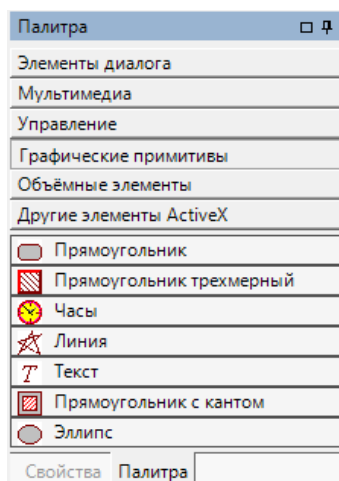 Палитра
Элементы диалога
Мультимедиа
Управление
Графические примитивы
Объёмные элементы
Другие элементы ActiveX
Прямоугольник
Прямоугольник трехмерный
Часы
Линия
Текст
Прямоугольник с кантом
Эллипс
Свойства Палитра